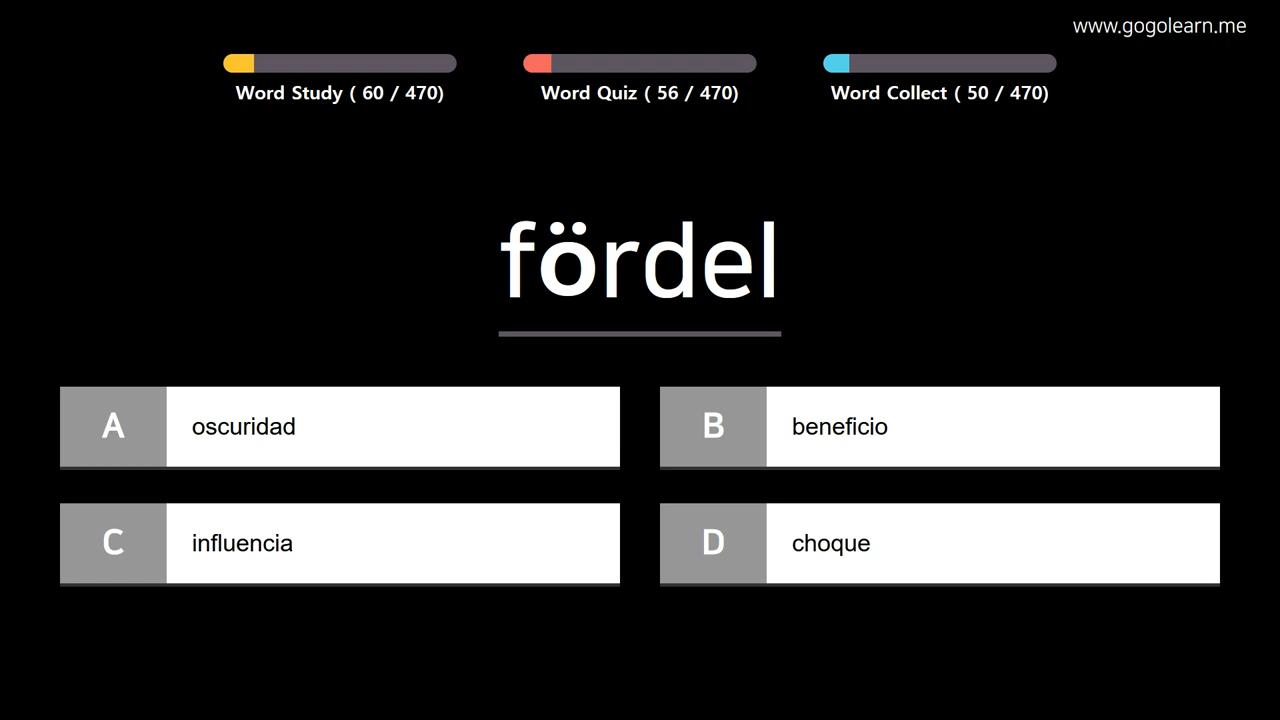 www.gogolearn.me
Word Study ( 60 / 470)
Word Quiz ( 56 / 470)
Word Collect ( 50 / 470)
fördel
A
oscuridad
B
beneficio
C
influencia
D
choque